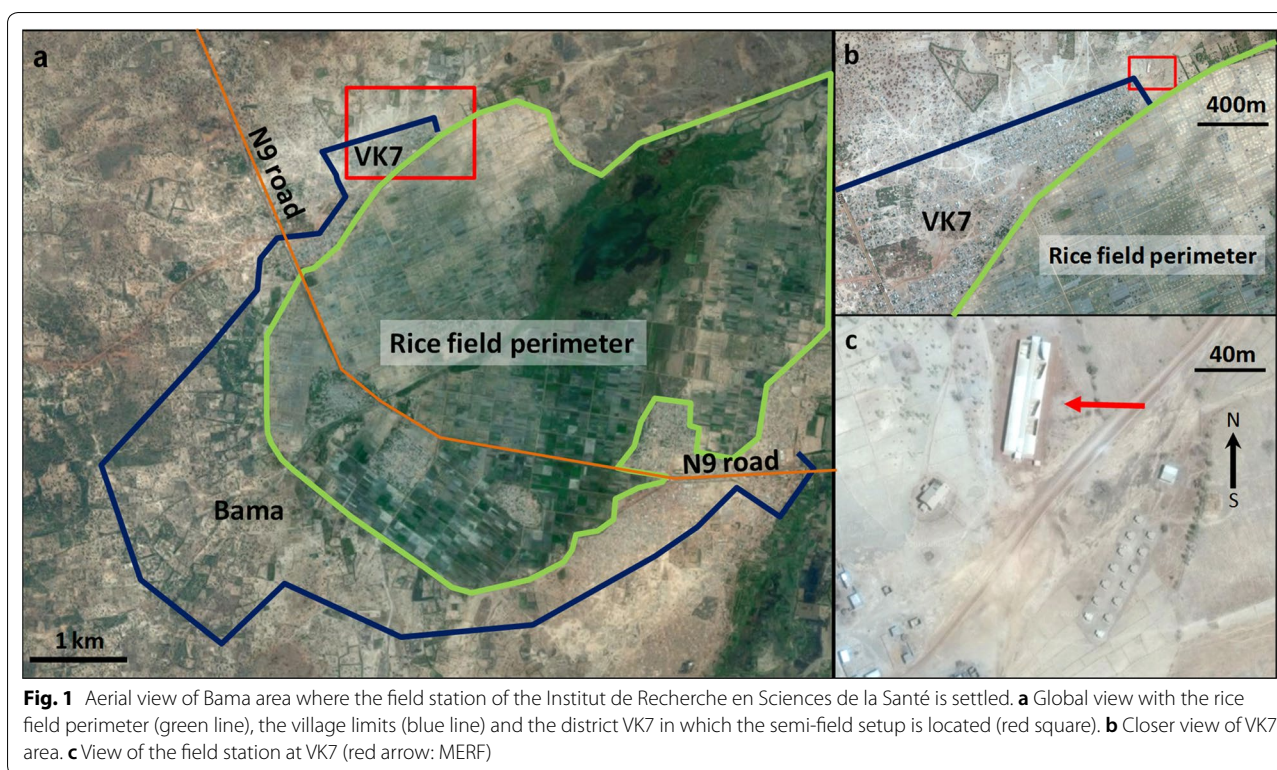 a
N9 road
VK7
Rice field perimeter
N9 road
Bama
1 km
b
400m
VK7
Rice field perimeter
c
40m
N
S
Fig. 1 Aerial view of Bama area where the field station of the Institut de Recherche en Sciences de la Santé is settled. a Global view with the rice
field perimeter (green line), the village limits (blue line) and the district VK7 in which the semi-field setup is located (red square). b Closer view of VK7
area. c View of the field station at VK7 (red arrow: MERF)